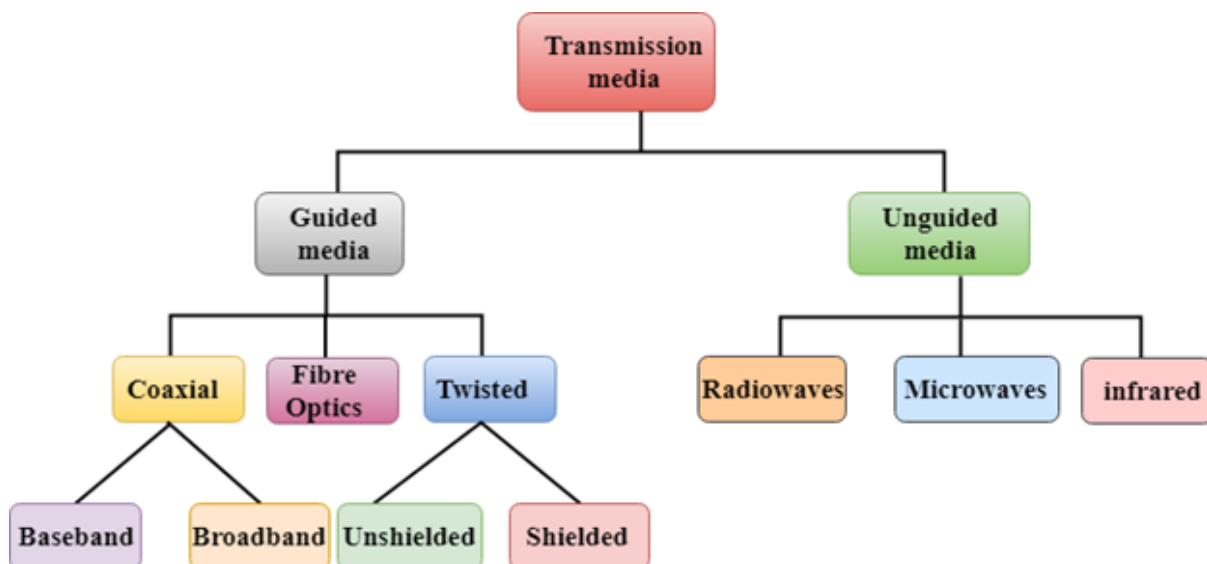 Transmission
media
Guided
media
Unguided
media
Coaxial
Fibre
Optics
Twisted
Radiowaves
Microwaves
infrared
Baseband
Broadband
Unshielded
Shielded